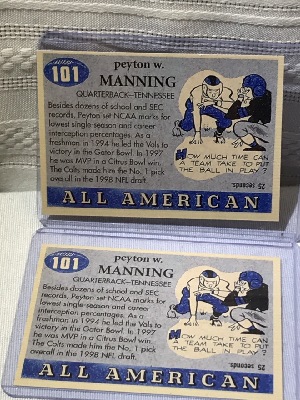 101
peyton w.
MANNING
QUARTERBACK–TENNESSEE
Besides dozens of school and SEC
records, Peyton set NCAA marks for
lowest single season and career
interception percentages. As a
freshman in 1994 he led the Vols to
victory in the Gator Bowl. In 1997
he was MVP in a Citrus Bowl win.
The Colts made him the No. 1 pick
overall in the 1998 NFL draft.
HOW MUCH TIME CAN
A TEAM TAKE TO PUT
THE BALL IN PLAY?
25 seconds
ALL AMERICAN
101
peyton w.
MANNING
QUARTERBACK–TENNESSEE
Besides dozens of school and SEC
records, Peyton set NCAA marks for
lowest single season and career
interception percentages. As a
freshman in 1994 he led the Vols to
victory in the Gator Bowl. In 1997
he was MVP in a Citrus Bowl win.
The Colts made him the No. 1 pick
overall in the 1998 NFL draft.
HOW MUCH TIME CAN
A TEAM TAKE TO PUT
THE BALL IN PLAY?
25 seconds
ALL AMERICAN